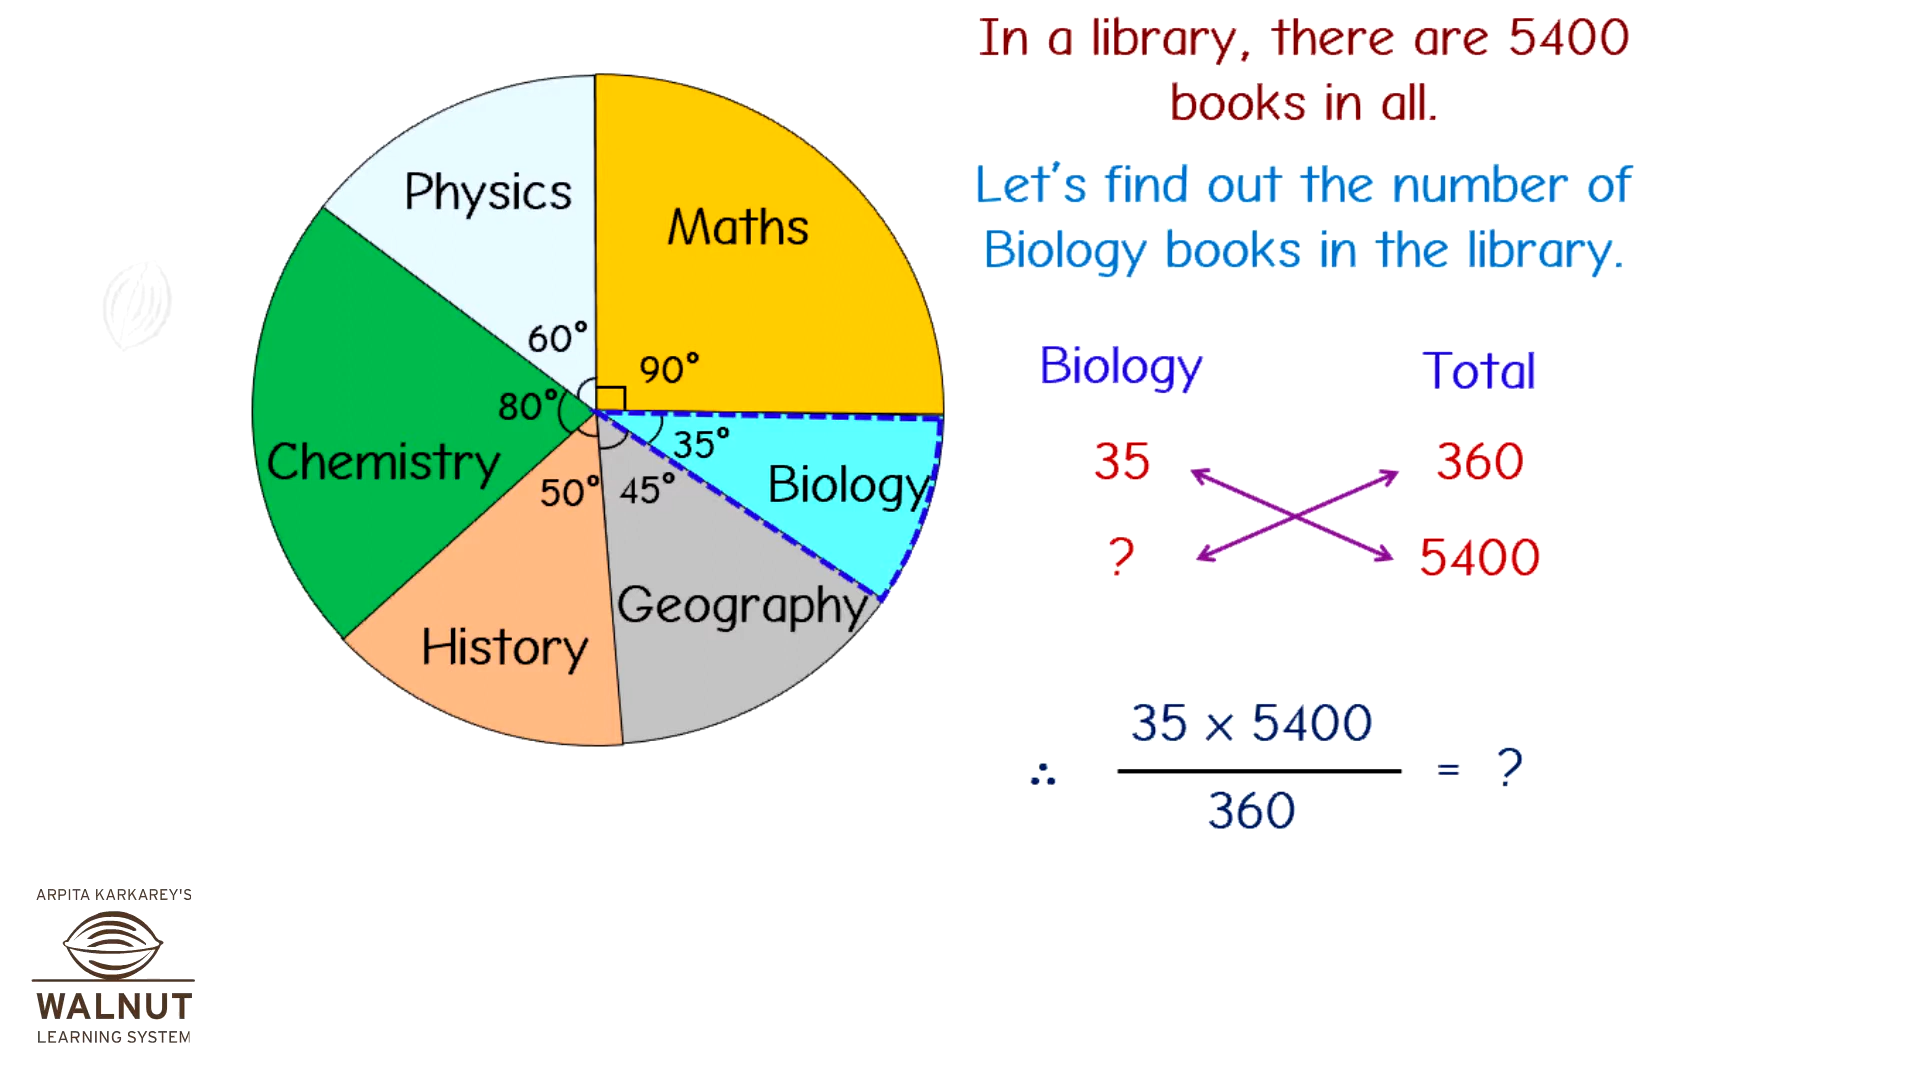 In a library, there are 5400
books in all.
Let's find out the number of
Biology books in the library.
Physics
Maths
60°
90°
80°
35°
Chemistry
Biology
50°
45°
Geography
History
Biology Total
35 360
? 5400
∴ 35 x 5400
360
= ?
ARPITA KARKAREY'S
WALNUT
LEARNING SYSTEM